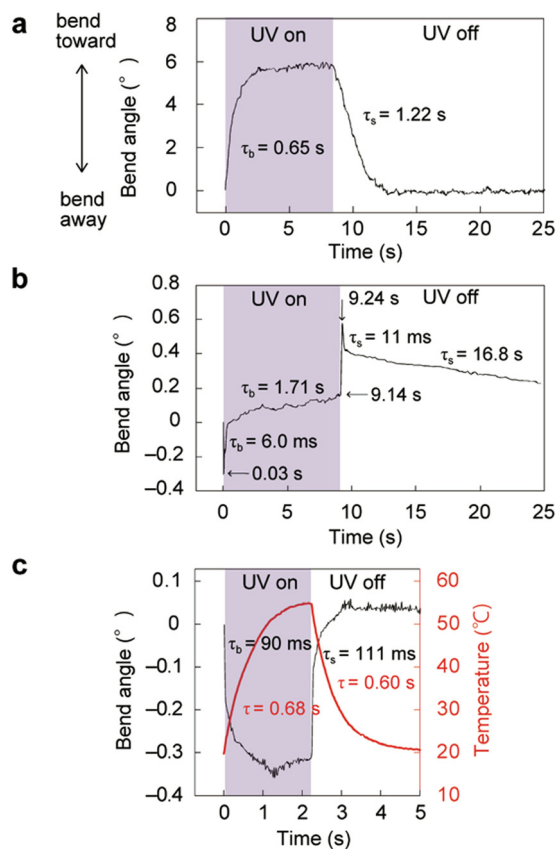 a
bend
toward
bend
away
Bend angle (°)
8
6
4
2
0
UV on
UV off
τb = 0.65 s
τs = 1.22 s
0 5 10 15 20 25
Time (s)
b
Bend angle (°)
0.8
0.6
0.4
0.2
0
–0.2
–0.4
UV on
9.24 s
UV off
τs = 11 ms
τs = 16.8 s
τb = 1.71 s
9.14 s
τb = 6.0 ms
0.03 s
0 5 10 15 20 25
Time (s)
c
Bend angle (°)
0.1
0
–0.1
–0.2
–0.3
–0.4
UV on
UV off
τb = 90 ms
τs = 111 ms
τ = 0.68 s
τ = 0.60 s
60
50
40
30
20
10
Temperature (°C)
0 1 2 3 4 5
Time (s)